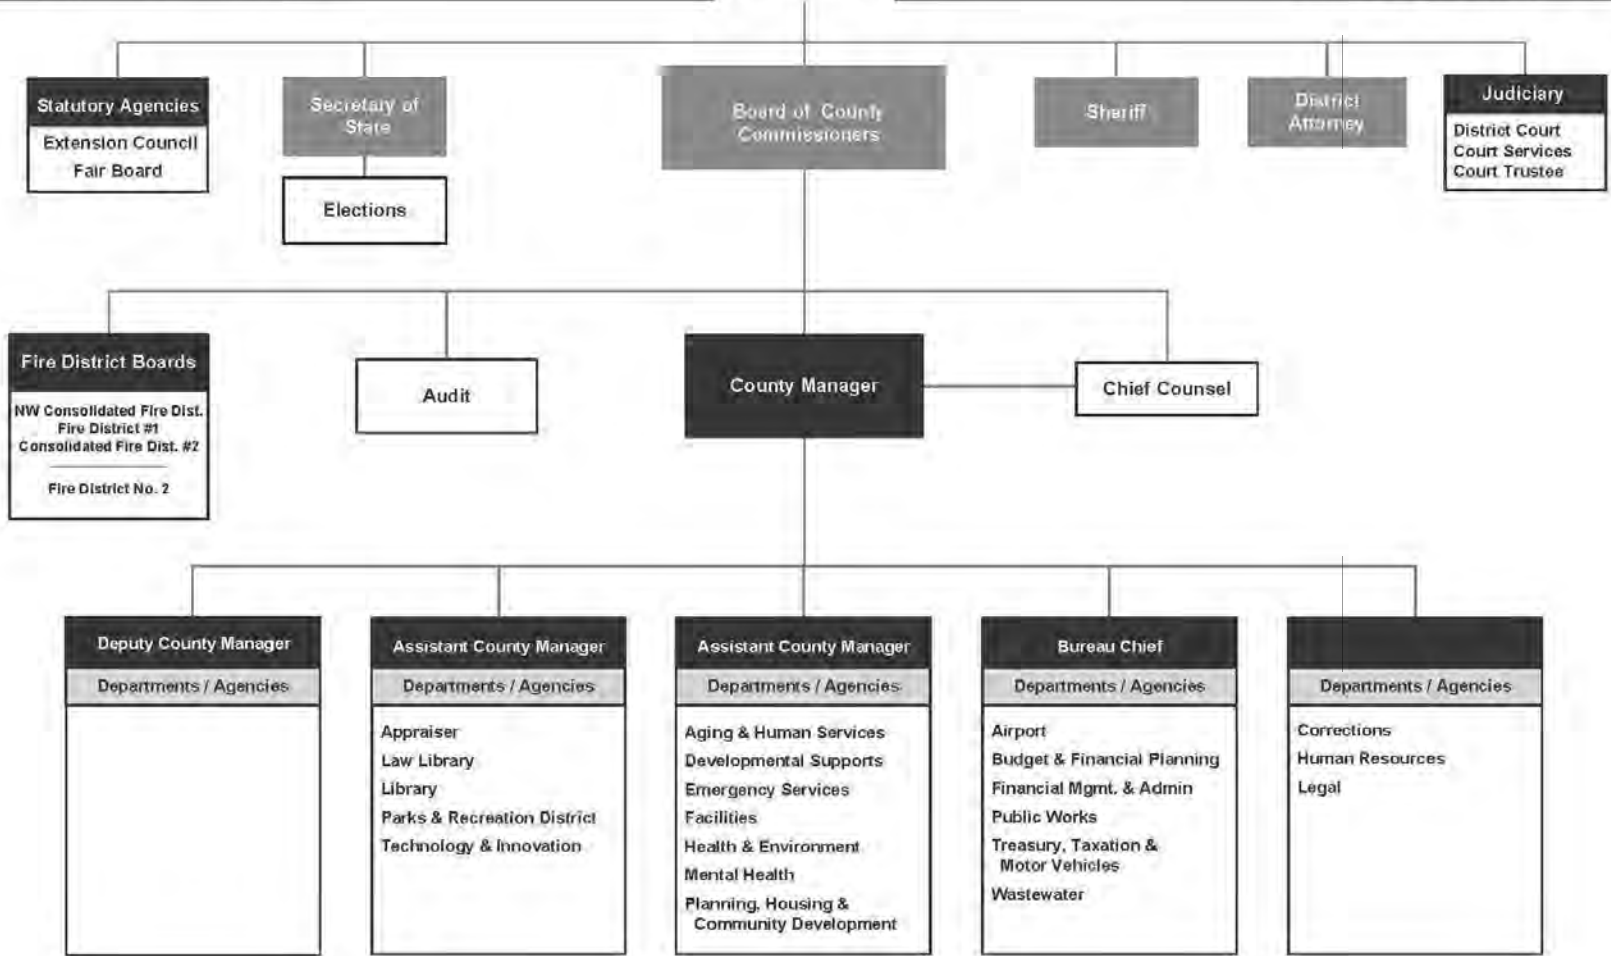 Statutory Agencies
Extension Council
Fair Board
Secretary of
State
Elections
Board of County
Commissioners
Sheriff
District
Attorney
Judiciary
District Court
Court Services
Court Trustee
Fire District Boards
NW Consolidated Fire Dist.
Fire District #1
Consolidated Fire Dist. #2
Fire District No. 2
Audit
County Manager
Chief Counsel
Deputy County Manager
Departments / Agencies
Assistant County Manager
Departments / Agencies
Appraiser
Law Library
Library
Parks & Recreation District
Technology & Innovation
Assistant County Manager
Departments / Agencies
Aging & Human Services
Developmental Supports
Emergency Services
Facilities
Health & Environment
Mental Health
Planning, Housing &
Community Development
Bureau Chief
Departments / Agencies
Airport
Budget & Financial Planning
Financial Mgmt. & Admin
Public Works
Treasury, Taxation &
Motor Vehicles
Wastewater
Departments / Agencies
Corrections
Human Resources
Legal